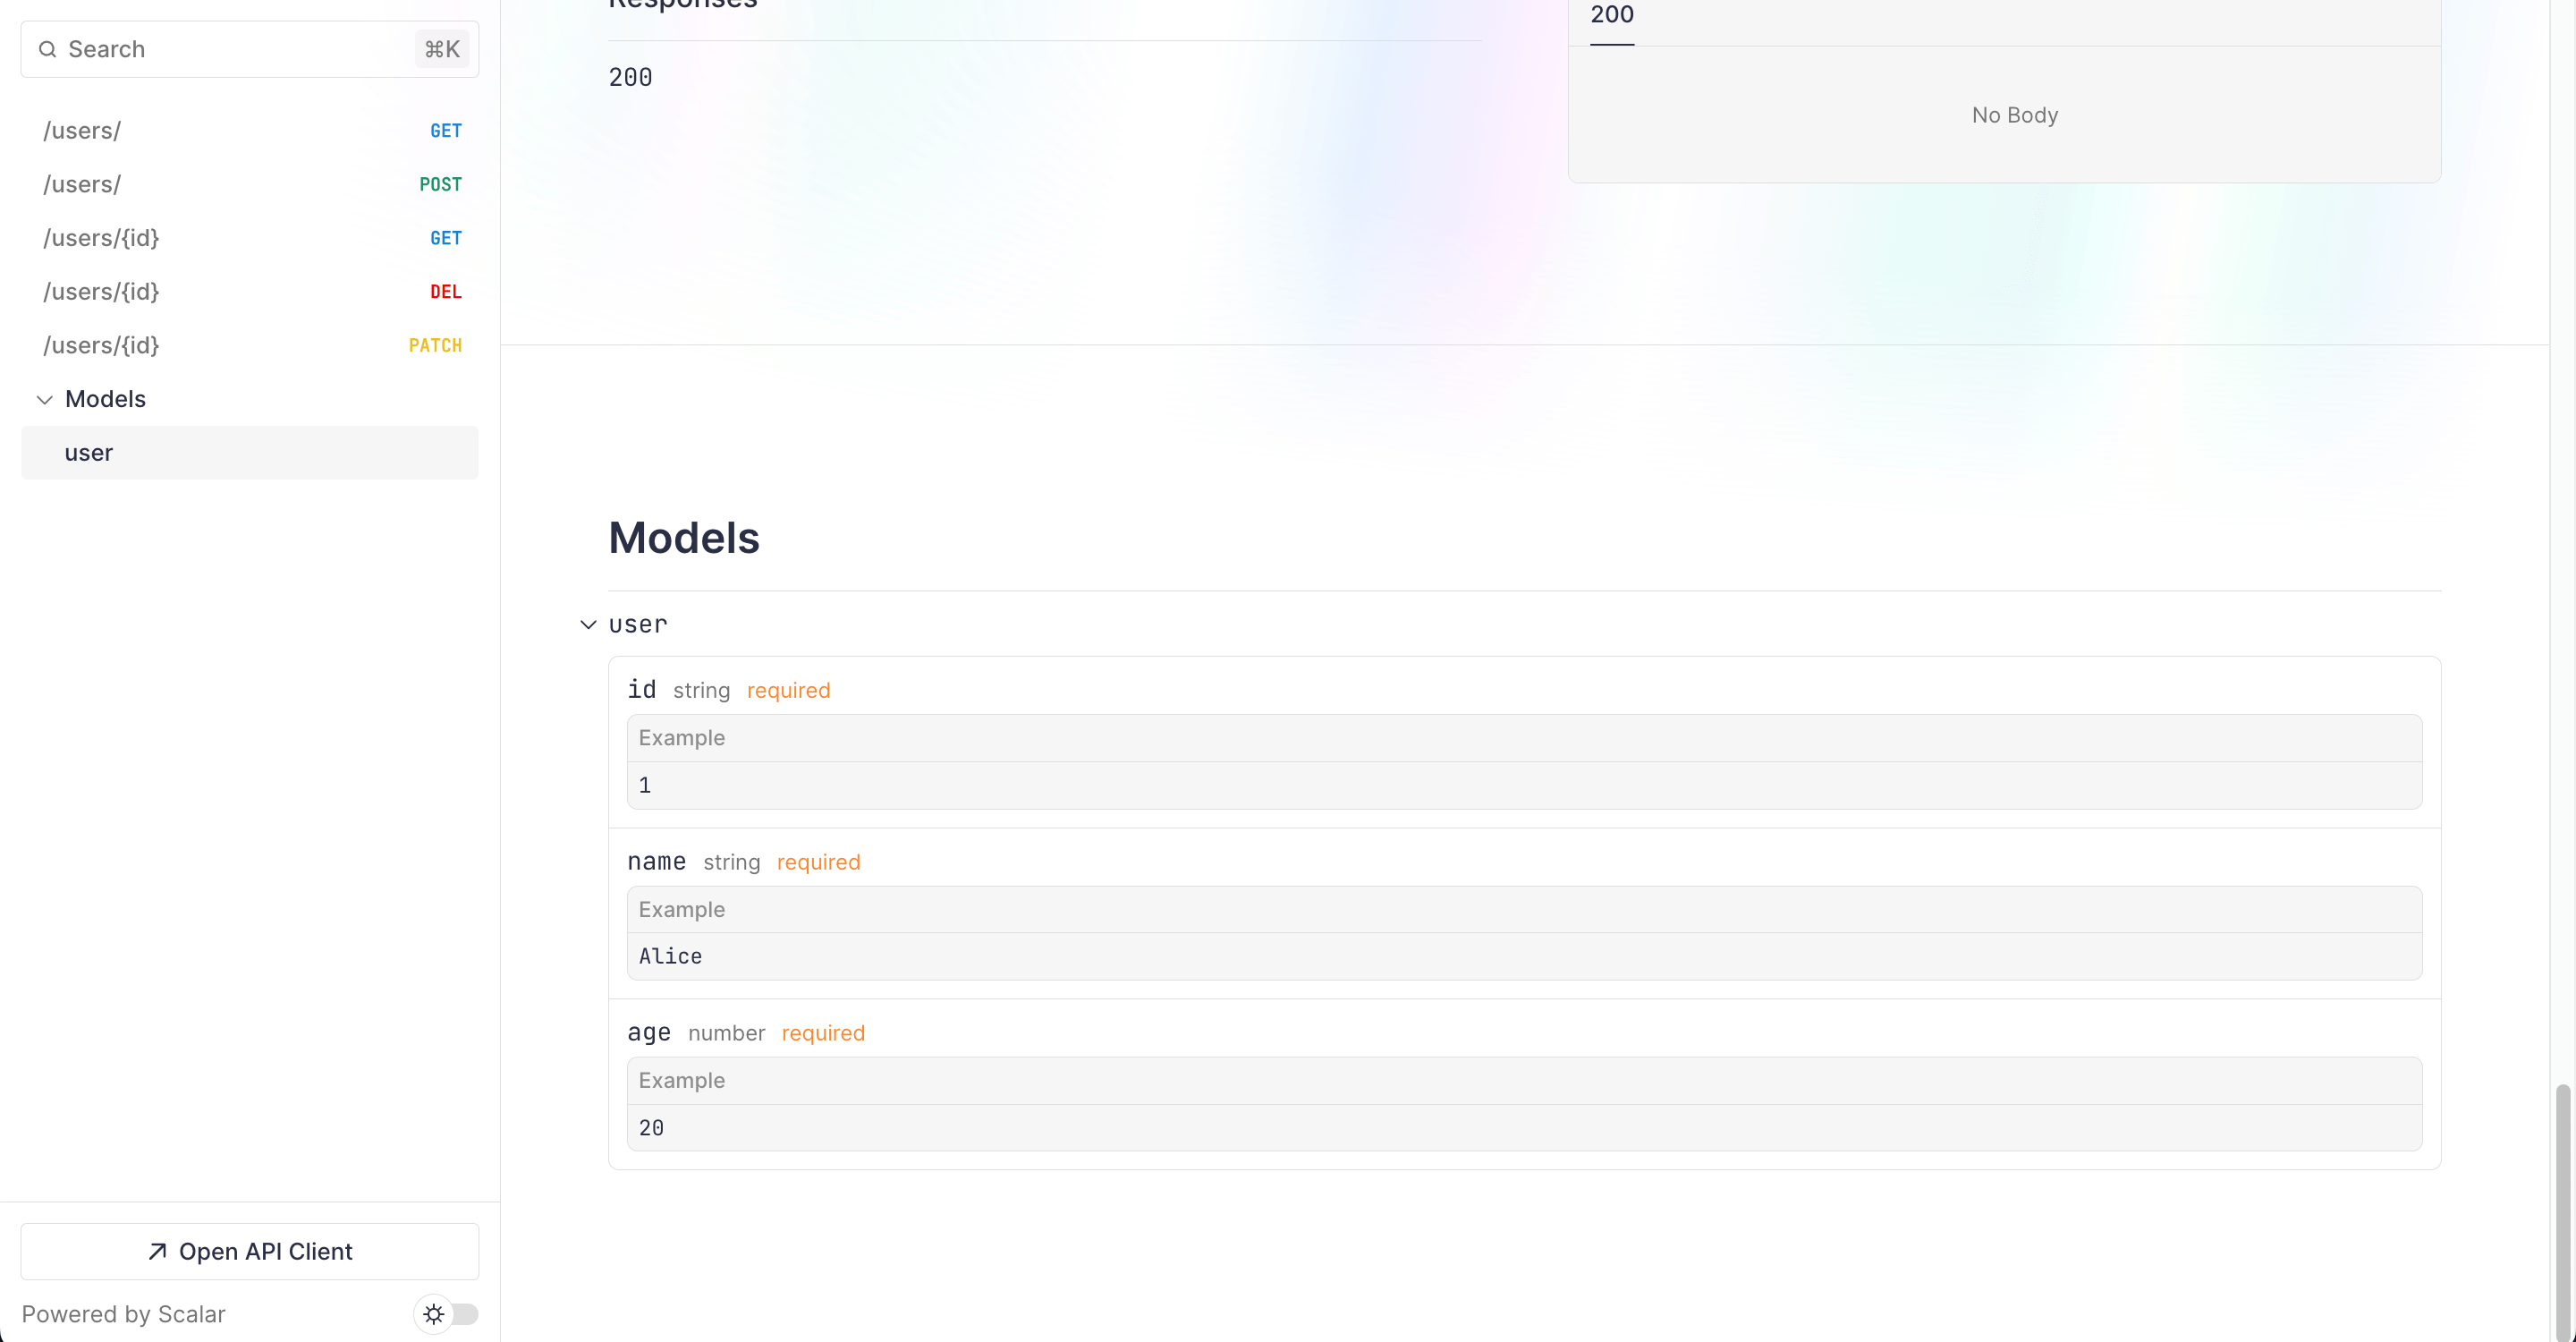 Search ⌘K
/users/ GET
/users/ POST
/users/{id} GET
/users/{id} DEL
/users/{id} PATCH
Models
user
Open API Client
Powered by Scalar
Responses
200
200
No Body
Models
user
id string required
Example
1
name string required
Example
Alice
age number required
Example
20